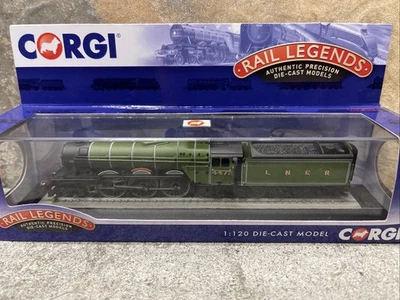 CORGI
RAIL LEGENDS
AUTHENTIC PRECISION
DIE-CAST MODELS
4472
L N E R
RAIL LEGENDS
AUTHENTIC PRECISION
DIE-CAST MODELS
1:120 DIE-CAST MODEL
CORGI